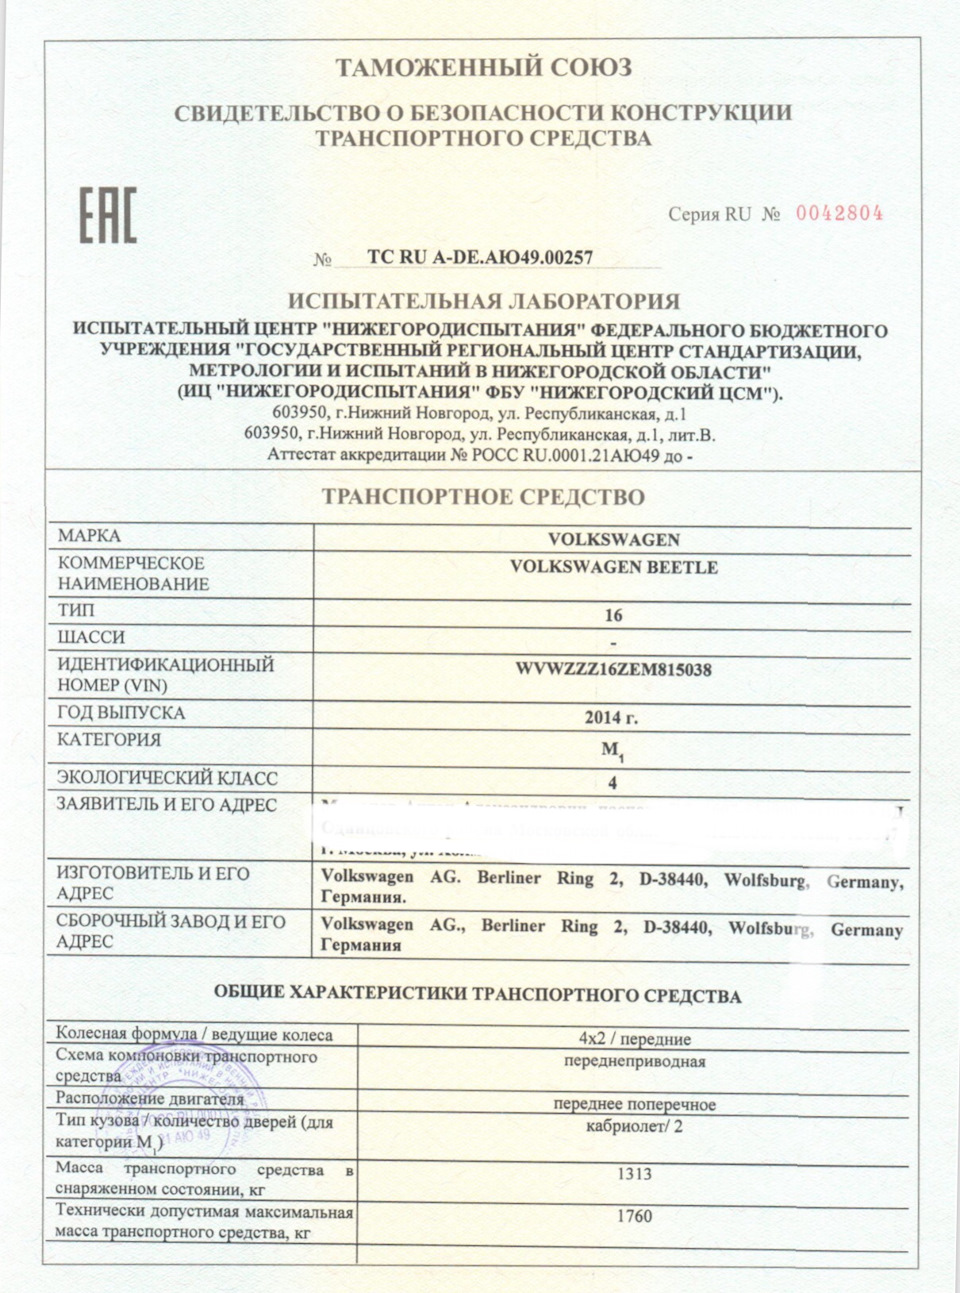 ТАМОЖЕННЫЙ СОЮЗ
СВИДЕТЕЛЬСТВО О БЕЗОПАСНОСТИ КОНСТРУКЦИИ
ТРАНСПОРТНОГО СРЕДСТВА
EAC
Серия RU № 0042804
№ ТС RU А-DE.АЮ49.00257
ИСПЫТАТЕЛЬНАЯ ЛАБОРАТОРИЯ
ИСПЫТАТЕЛЬНЫЙ ЦЕНТР "НИЖЕГОРОДИСПЫТАНИЯ" ФЕДЕРАЛЬНОГО БЮДЖЕТНОГО
УЧРЕЖДЕНИЯ "ГОСУДАРСТВЕННЫЙ РЕГИОНАЛЬНЫЙ ЦЕНТР СТАНДАРТИЗАЦИИ,
МЕТРОЛОГИИ И ИСПЫТАНИЙ В НИЖЕГОРОДСКОЙ ОБЛАСТИ"
(ИЦ "НИЖЕГОРОДИСПЫТАНИЯ" ФБУ "НИЖЕГОРОДСКИЙ ЦСМ").
603950, г.Нижний Новгород, ул. Республиканская, д.1
603950, г.Нижний Новгород, ул. Республиканская, д.1, лит.В.
Аттестат аккредитации № РОСС RU.0001.21АЮ49 до -
ТРАНСПОРТНОЕ СРЕДСТВО
МАРКА VOLKSWAGEN
КОММЕРЧЕСКОЕ VOLKSWAGEN BEETLE
НАИМЕНОВАНИЕ
ТИП 16
ШАССИ -
ИДЕНТИФИКАЦИОННЫЙ WVWZZZ16ZEM815038
НОМЕР (VIN)
ГОД ВЫПУСКА 2014 г.
КАТЕГОРИЯ M1
ЭКОЛОГИЧЕСКИЙ КЛАСС 4
ЗАЯВИТЕЛЬ И ЕГО АДРЕС
ИЗГОТОВИТЕЛЬ И ЕГО Volkswagen AG. Berliner Ring 2, D-38440, Wolfsburg, Germany,
АДРЕС Германия.
СБОРОЧНЫЙ ЗАВОД И ЕГО Volkswagen AG., Berliner Ring 2, D-38440, Wolfsburg, Germany
АДРЕС Германия
ОБЩИЕ ХАРАКТЕРИСТИКИ ТРАНСПОРТНОГО СРЕДСТВА
Колесная формула / ведущие колеса 4x2 / передние
Схема компоновки транспортного переднеприводная
средства
Расположение двигателя переднее поперечное
Тип кузова / количество дверей (для кабриолет/ 2
категории M1)
Масса транспортного средства в 1313
снаряженном состоянии, кг
Технически допустимая максимальная 1760
масса транспортного средства, кг